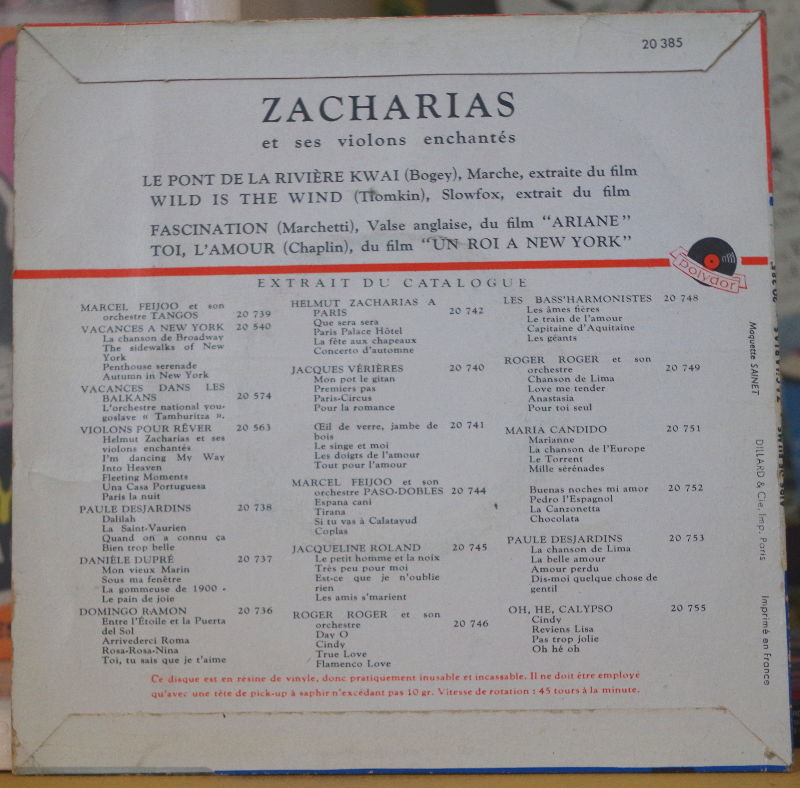 20 385
ZACHARIAS
et ses violons enchantés
LE PONT DE LA RIVIÈRE KWAI (Bogey), Marche, extraite du film
WILD IS THE WIND (Tiomkin), Slowfox, extrait du film
FASCINATION (Marchetti), Valse anglaise, du film "ARIANE"
TOI, L'AMOUR (Chaplin), du film "UN ROI A NEW YORK"
Polydor
EXTRAIT DU CATALOGUE
MARCEL FEIJOO et son
orchestre TANGOS 20 739
VACANCES A NEW YORK 20 540
La chanson de Broadway
The sidewalks of New
York
Penthouse serenade
Autumn in New York
VACANCES DANS LES
BALKANS 20 574
L'orchestre national you-
goslave « Tamburitza ».
VIOLONS POUR RÊVER 20 563
Helmut Zacharias et ses
violons enchantés
I'm dancing My Way
Into Heaven
Fleeting Moments
Una Casa Portuguesa
Paris la nuit
PAULE DESJARDINS 20 738
Dalilah
La Saint-Vaurien
Quand on a connu ça
Bien trop belle
DANIÈLE DUPRÉ 20 737
Mon vieux Marin
Sous ma fenêtre
La gommeuse de 1900 -
Le pain de joie
DOMINGO RAMON 20 736
Entre l'Étoile et la Puerta
del Sol
Arrivederci Roma
Rosa-Rosa-Nina
Toi, tu sais que je t'aime
HELMUT ZACHARIAS A
PARIS 20 742
Que sera sera
Paris Palace Hôtel
La fête aux chapeaux
Concerto d'automne
JACQUES VÉRIÈRES 20 740
Mon pot le gitan
Premiers pas
Paris-Circus
Pour la romance
Œil de verre, jambe de 20 741
bois
Le singe et moi
Les doigts de l'amour
Tout pour l'amour
MARCEL FEIJOO et son
orchestre PASO-DOBLES 20 744
Espana cani
Tirana
Si tu vas à Calatayud
Coplas
JACQUELINE ROLAND 20 745
Le petit homme et la noix
Très peu pour moi
Est-ce que je n'oublie
rien
Les amis s'marient
ROGER ROGER et son
orchestre 20 746
Day O
Cindy
True Love
Flamenco Love
LES BASS'HARMONISTES 20 748
Les âmes fières
Le train de l'amour
Capitaine d'Aquitaine
Les géants
ROGER ROGER et son
orchestre 20 749
Chanson de Lima
Love me tender
Anastasia
Pour toi seul
MARIA CANDIDO 20 751
Marianne
La chanson de l'Europe
Le Torrent
Mille sérénades
Buenas noches mi amor 20 752
Pedro l'Espagnol
La Canzonetta
Chocolata
PAULE DESJARDINS 20 753
La chanson de Lima
La belle amour
Amour perdu
Dis-moi quelque chose de
gentil
OH, HE, CALYPSO 20 755
Cindy
Reviens Lisa
Pas trop jolie
Oh hé oh
Ce disque est en résine de vinyle, donc pratiquement inusable et incassable. Il ne doit être employé
qu'avec une tête de pick-up à saphir n'excédant pas 10 gr. Vitesse de rotation : 45 tours à la minute.
Maquette SAINET
DILLARD & Cie, Imp. Paris
Imprimé en France
20 385
ZACHARIAS